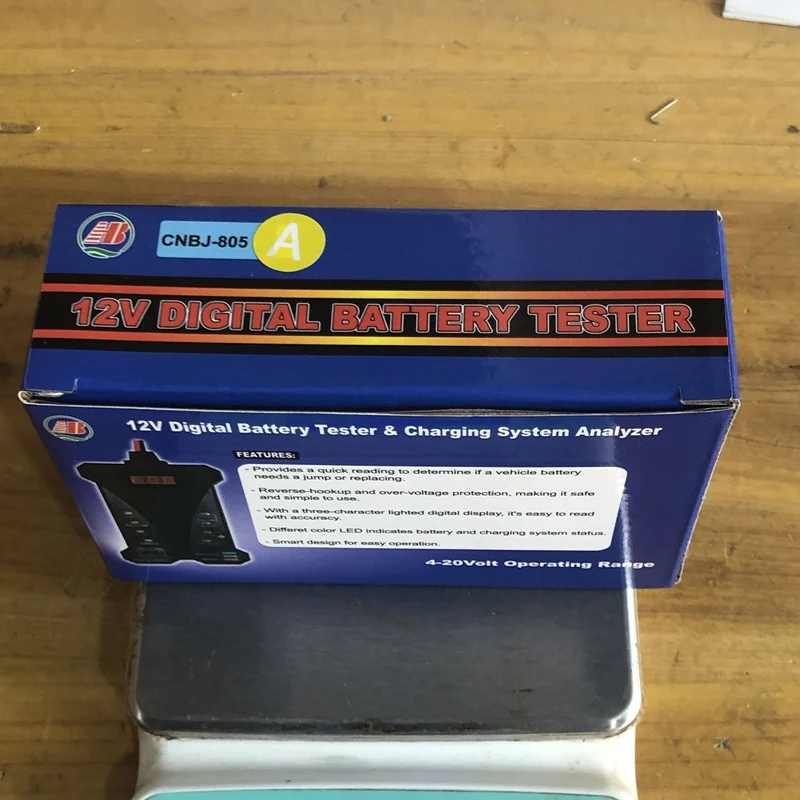 B
CNBJ-805
A
12V DIGITAL BATTERY TESTER
B
12V Digital Battery Tester & Charging System Analyzer
FEATURES:
- Provides a quick reading to determine if a vehicle battery
needs a jump or replacing.
- Reverse-hookup and over-voltage protection, making it safe
and simple to use.
- With a three-character lighted digital display, it's easy to read
with accuracy.
- Differet color LED indicates battery and charging system status.
- Smart design for easy operation.
4-20Volt Operating Range